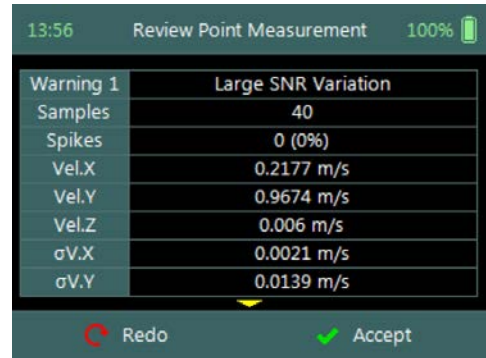 13:56 Review Point Measurement 100%
Warning 1 Large SNR Variation
Samples 40
Spikes 0 (0%)
Vel.X 0.2177 m/s
Vel.Y 0.9674 m/s
Vel.Z 0.006 m/s
σV.X 0.0021 m/s
σV.Y 0.0139 m/s
Redo Accept